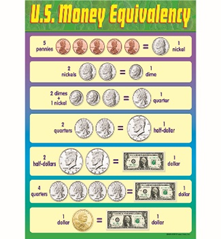 U.S. Money Equivalency
5 pennies = 1 nickel
2 nickels = 1 dime
2 dimes + 1 nickel = 1 quarter
2 quarters = 1 half-dollar
2 half-dollars = 1 dollar
4 quarters = 1 dollar
1 dollar = 1 dollar